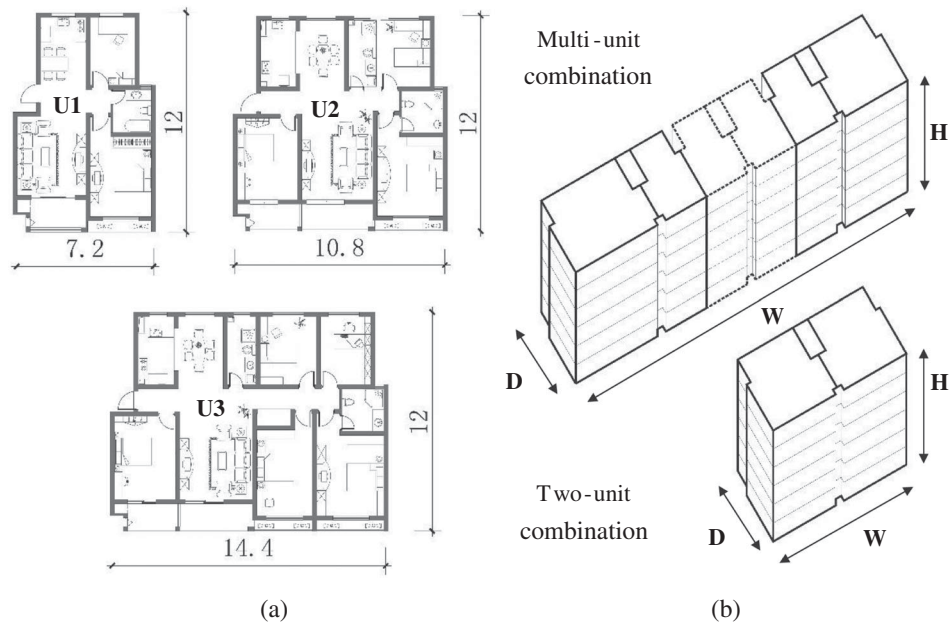 U1
12
7.2
U2
12
10.8
U3
12
14.4
(a)
Multi-unit
combination
H
W
D
H
Two-unit
combination
D
W
(b)